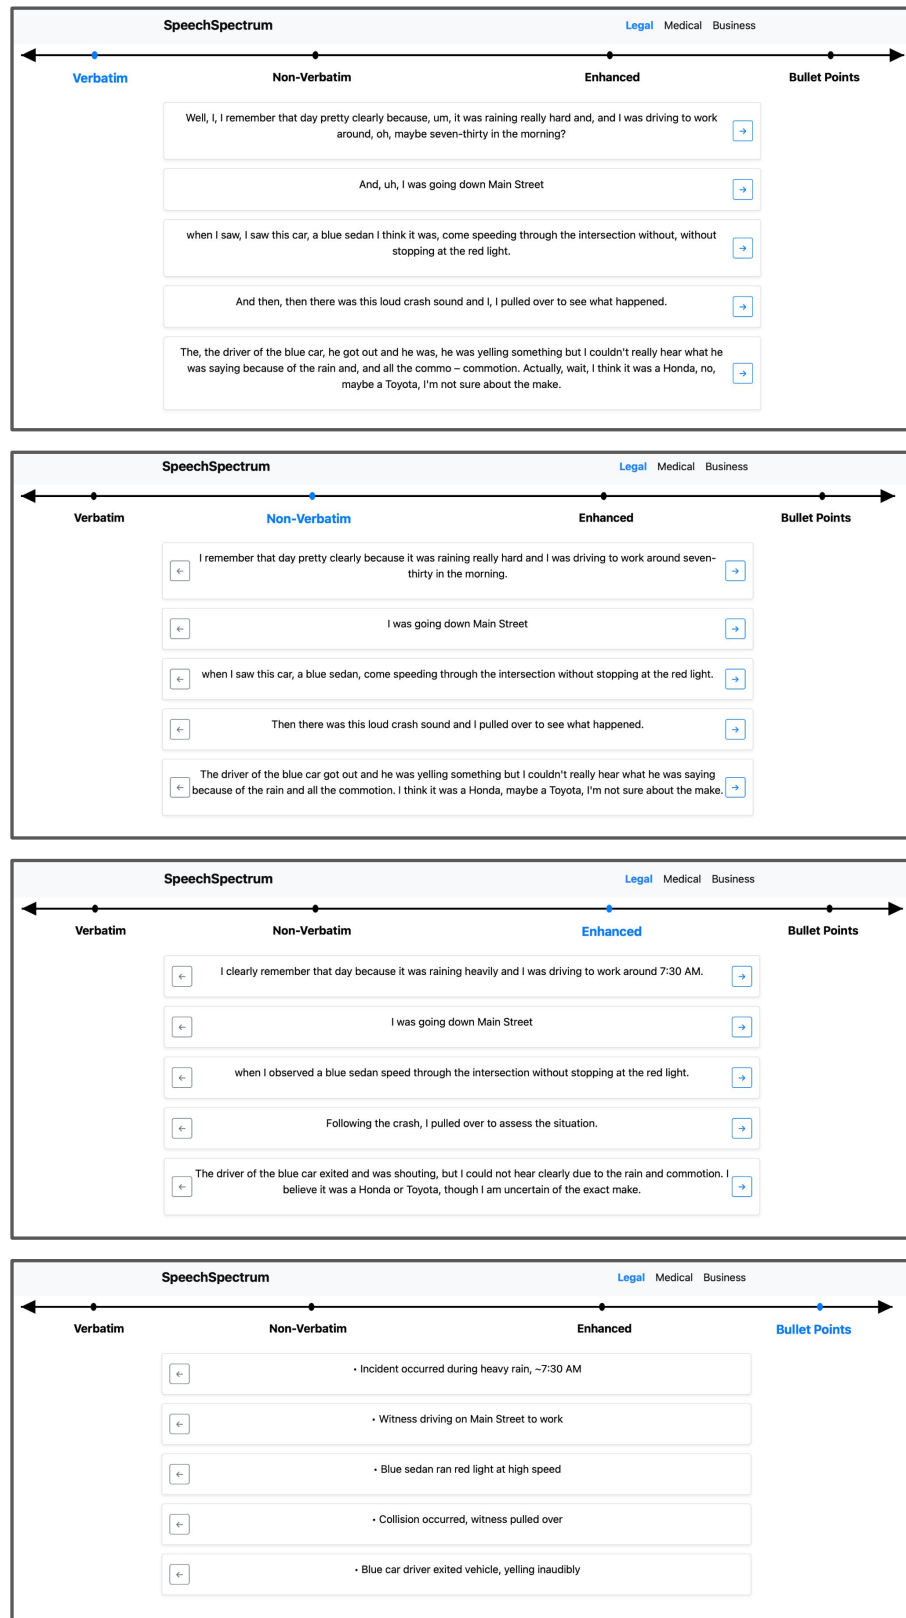 SpeechSpectrum
Legal Medical Business
Verbatim Non-Verbatim Enhanced Bullet Points
Well, I, I remember that day pretty clearly because, um, it was raining really hard and, and I was driving to work
around, oh, maybe seven-thirty in the morning?
And, uh, I was going down Main Street
when I saw, I saw this car, a blue sedan I think it was, come speeding through the intersection without, without
stopping at the red light.
And then, then there was this loud crash sound and I, I pulled over to see what happened.
The, the driver of the blue car, he got out and he was, he was yelling something but I couldn't really hear what he
was saying because of the rain and, and all the commo – commotion. Actually, wait, I think it was a Honda, no,
maybe a Toyota, I'm not sure about the make.
SpeechSpectrum
Legal Medical Business
Verbatim Non-Verbatim Enhanced Bullet Points
I remember that day pretty clearly because it was raining really hard and I was driving to work around seven-
thirty in the morning.
I was going down Main Street
when I saw this car, a blue sedan, come speeding through the intersection without stopping at the red light.
Then there was this loud crash sound and I pulled over to see what happened.
The driver of the blue car got out and he was yelling something but I couldn't really hear what he was saying
because of the rain and all the commotion. I think it was a Honda, maybe a Toyota, I'm not sure about the make.
SpeechSpectrum
Legal Medical Business
Verbatim Non-Verbatim Enhanced Bullet Points
I clearly remember that day because it was raining heavily and I was driving to work around 7:30 AM.
I was going down Main Street
when I observed a blue sedan speed through the intersection without stopping at the red light.
Following the crash, I pulled over to assess the situation.
The driver of the blue car exited and was shouting, but I could not hear clearly due to the rain and commotion. I
believe it was a Honda or Toyota, though I am uncertain of the exact make.
SpeechSpectrum
Legal Medical Business
Verbatim Non-Verbatim Enhanced Bullet Points
• Incident occurred during heavy rain, ~7:30 AM
• Witness driving on Main Street to work
• Blue sedan ran red light at high speed
• Collision occurred, witness pulled over
• Blue car driver exited vehicle, yelling inaudibly